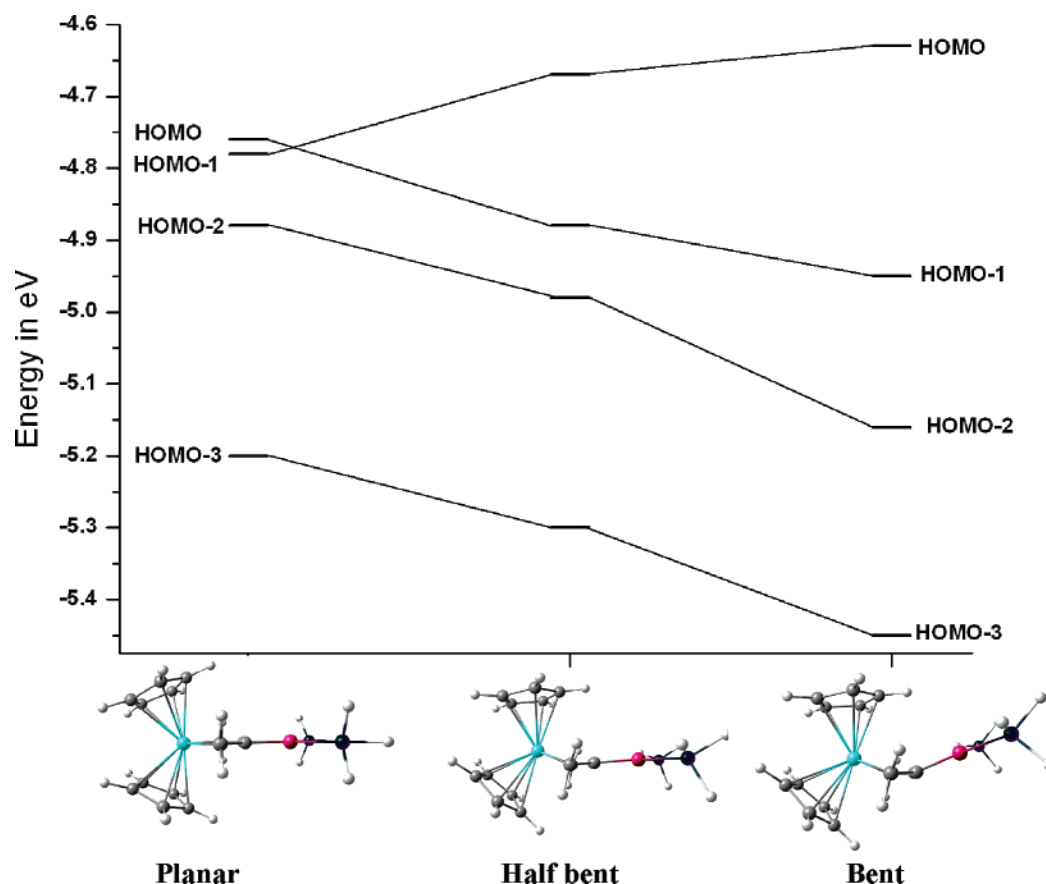 -4.6
HOMO
-4.7
HOMO
-4.8
HOMO-1
HOMO-2
-4.9
HOMO-1
Energy in eV
-5.0
-5.1
HOMO-2
-5.2
HOMO-3
-5.3
-5.4
HOMO-3
Planar
Half bent
Bent